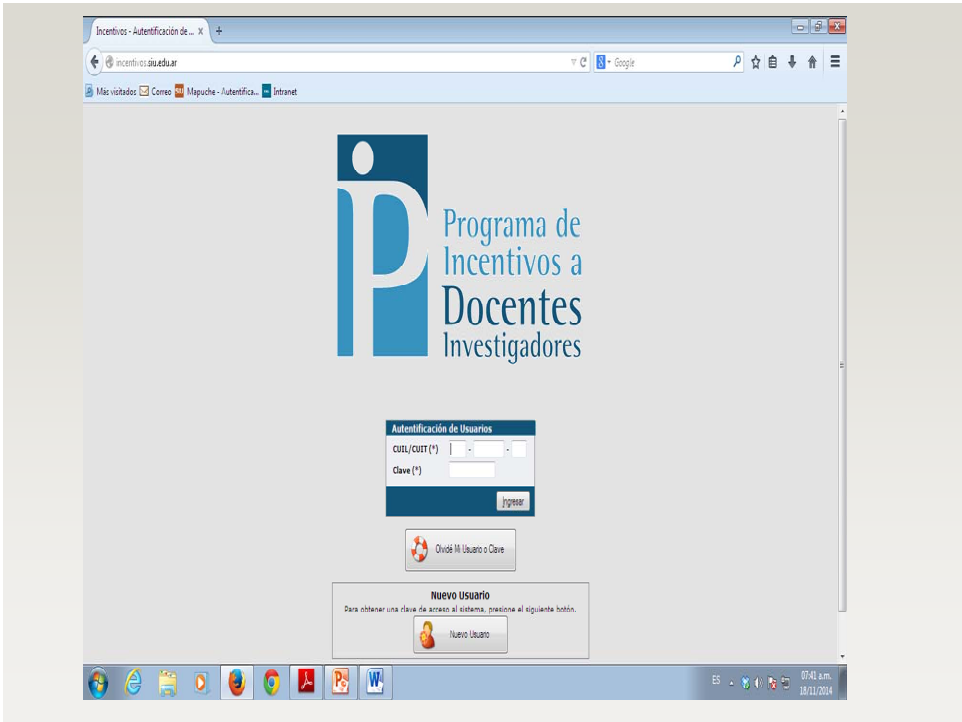 Incentivos - Autentificación de ... x +
incentivos.siu.edu.ar
Google
Más visitados Correo SIU Mapuche - Autentifica... Intranet
Programa de
Incentivos a
Docentes
Investigadores
Autentificación de Usuarios
CUIL/CUIT (*) - -
Clave (*)
Ingresar
Olvidé Mi Usuario o Clave
Nuevo Usuario
Para obtener una clave de acceso al sistema, presione el siguiente botón.
Nuevo Usuario
ES
07:41 a.m.
18/11/2014